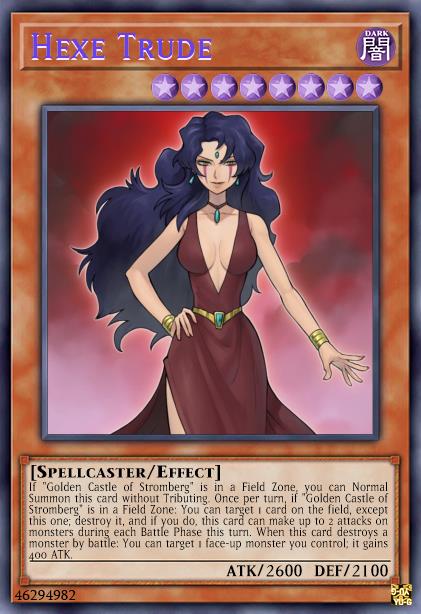 Hexe Trude
DARK
闇
[Spellcaster/Effect]
If "Golden Castle of Stromberg" is in a Field Zone, you can Normal
Summon this card without Tributing. Once per turn, if "Golden Castle of
Stromberg" is in a Field Zone: You can target 1 card on the field, except
this one; destroy it, and if you do, this card can make up to 2 attacks on
monsters during each Battle Phase this turn. When this card destroys a
monster by battle: You can target 1 face-up monster you control; it gains
400 ATK.
ATK/2600 DEF/2100
46294982